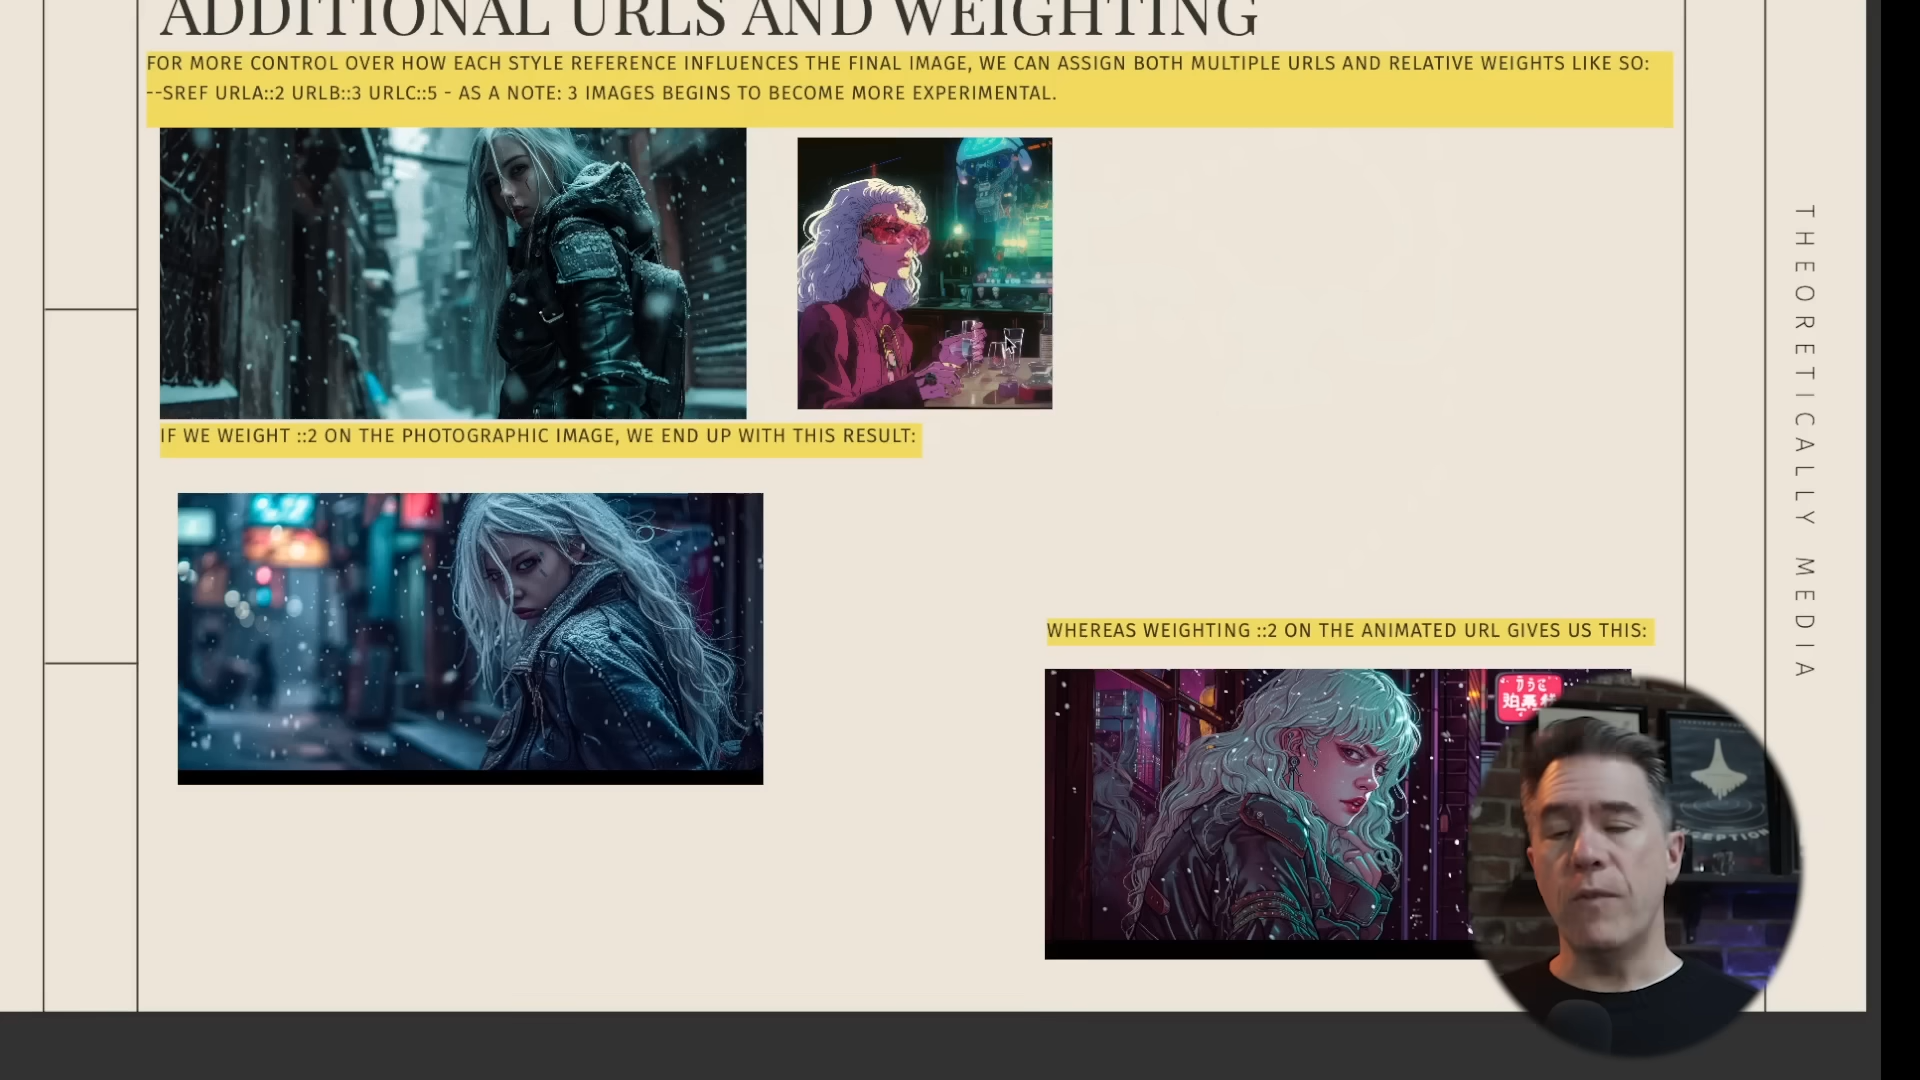 ADDITIONAL URLS AND WEIGHTING
FOR MORE CONTROL OVER HOW EACH STYLE REFERENCE INFLUENCES THE FINAL IMAGE, WE CAN ASSIGN BOTH MULTIPLE URLS AND RELATIVE WEIGHTS LIKE SO:
--SREF URLA::2 URLB::3 URLC::5 - AS A NOTE: 3 IMAGES BEGINS TO BECOME MORE EXPERIMENTAL.
IF WE WEIGHT ::2 ON THE PHOTOGRAPHIC IMAGE, WE END UP WITH THIS RESULT:
WHEREAS WEIGHTING ::2 ON THE ANIMATED URL GIVES US THIS:
THEORETICALLY MEDIA